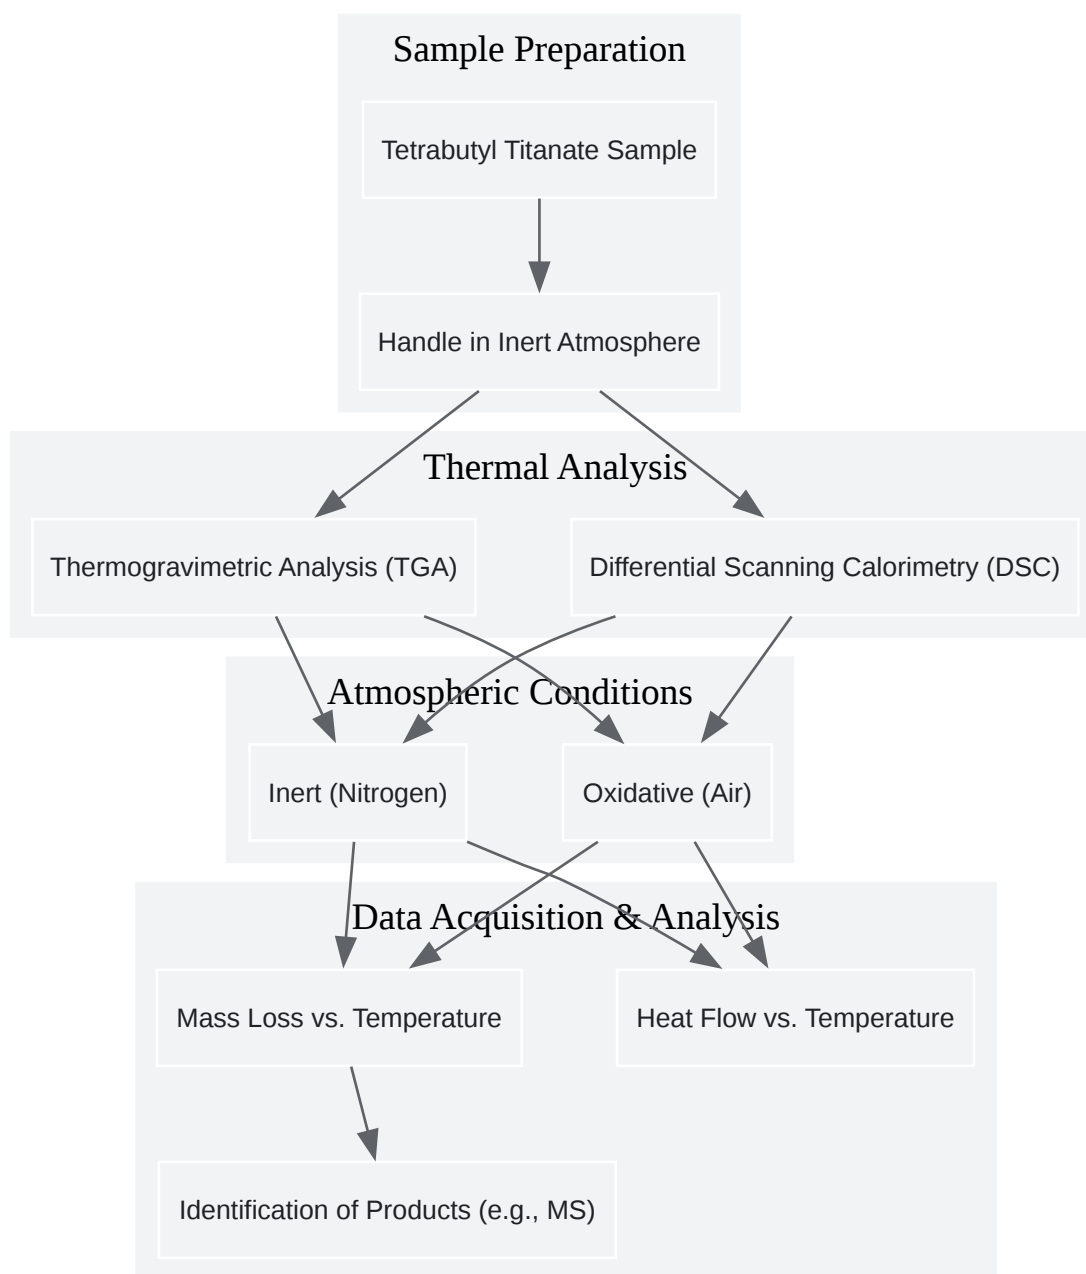 Sample Preparation
Tetrabutyl Titanate Sample
Handle in Inert Atmosphere
Thermal Analysis
Thermogravimetric Analysis (TGA)
Differential Scanning Calorimetry (DSC)
Atmospheric Conditions
Inert (Nitrogen)
Oxidative (Air)
Data Acquisition & Analysis
Mass Loss vs. Temperature
Heat Flow vs. Temperature
Identification of Products (e.g., MS)